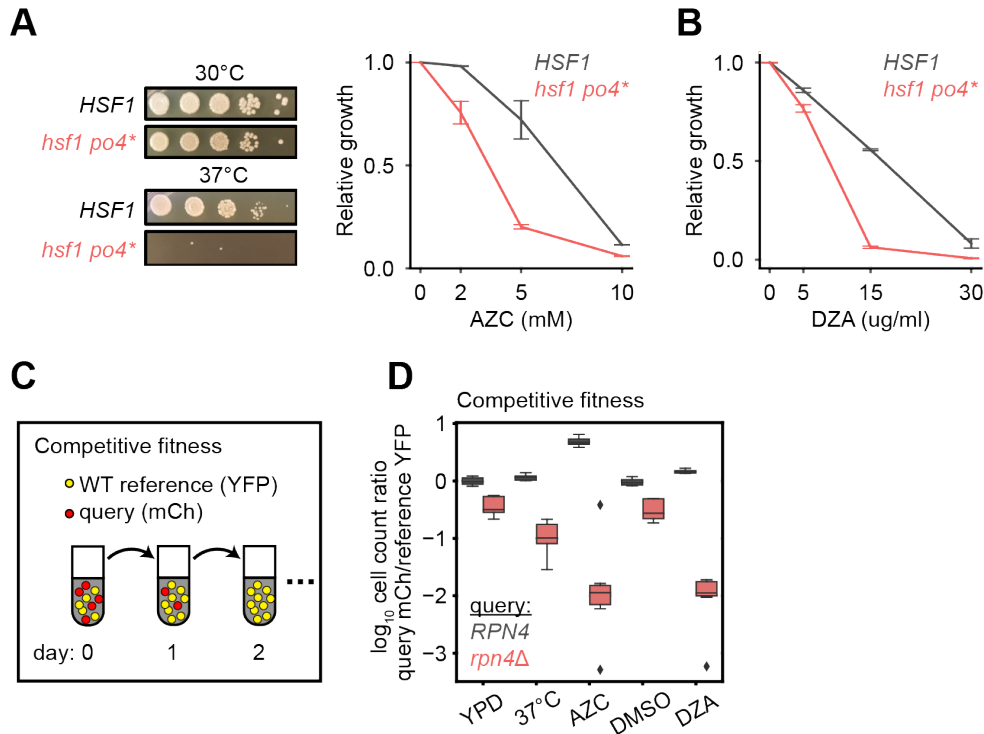 A
30°C
HSF1
hsf1 po4*
37°C
HSF1
hsf1 po4*
Relative growth
1.0
0.5
0.0
HSF1
hsf1 po4*
0 2 5 10
AZC (mM)
B
Relative growth
1.0
0.5
0.0
HSF1
hsf1 po4*
0 5 15 30
DZA (ug/ml)
C
Competitive fitness
WT reference (YFP)
query (mCh)
...
day: 0 1 2
D
Competitive fitness
log10 cell count ratio
query mCh/reference YFP
1
0
−1
−2
−3
query:
RPN4
rpn4Δ
YPD 37°C AZC DMSO DZA